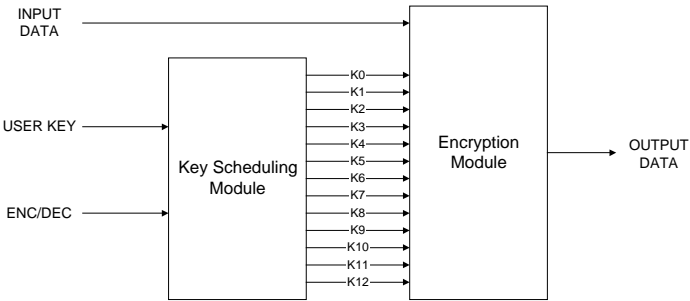 INPUT
DATA
USER KEY
ENC/DEC
Key Scheduling
Module
K0
K1
K2
K3
K4
K5
K6
K7
K8
K9
K10
K11
K12
Encryption
Module
OUTPUT
DATA